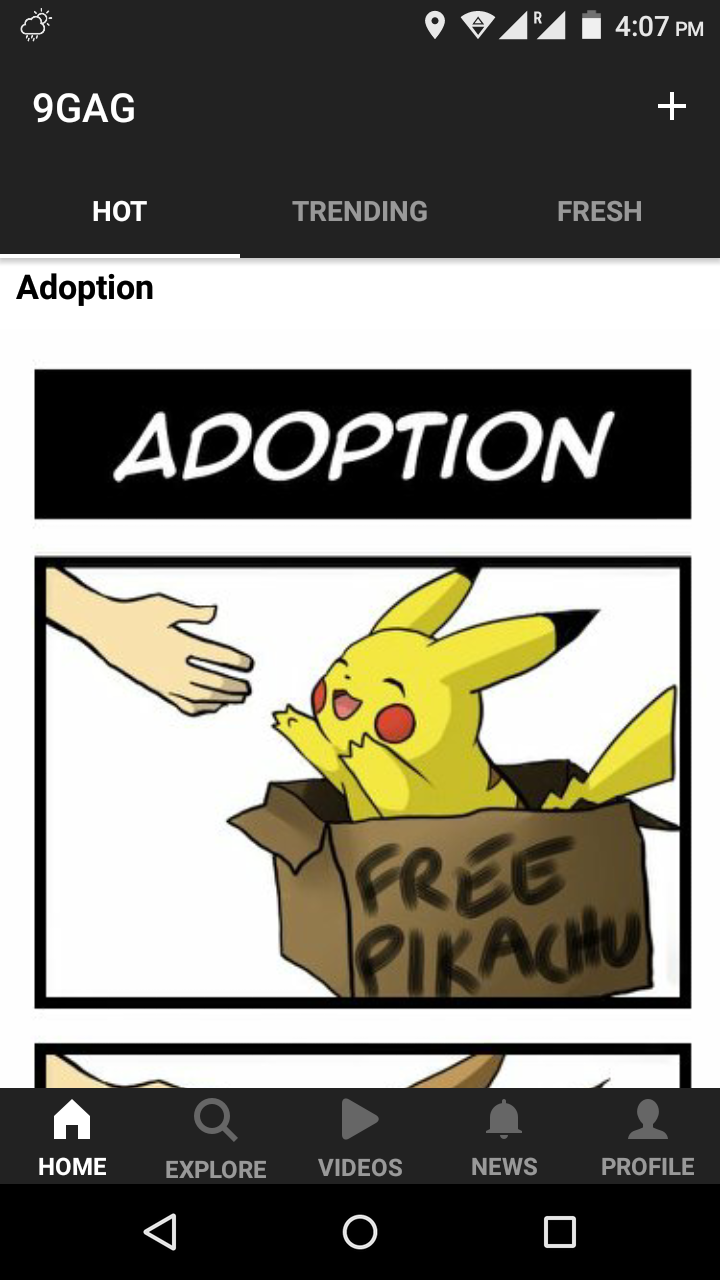 4:07 PM
9GAG
HOT TRENDING FRESH
Adoption
ADOPTION
FREE
PIKACHU
HOME EXPLORE VIDEOS NEWS PROFILE